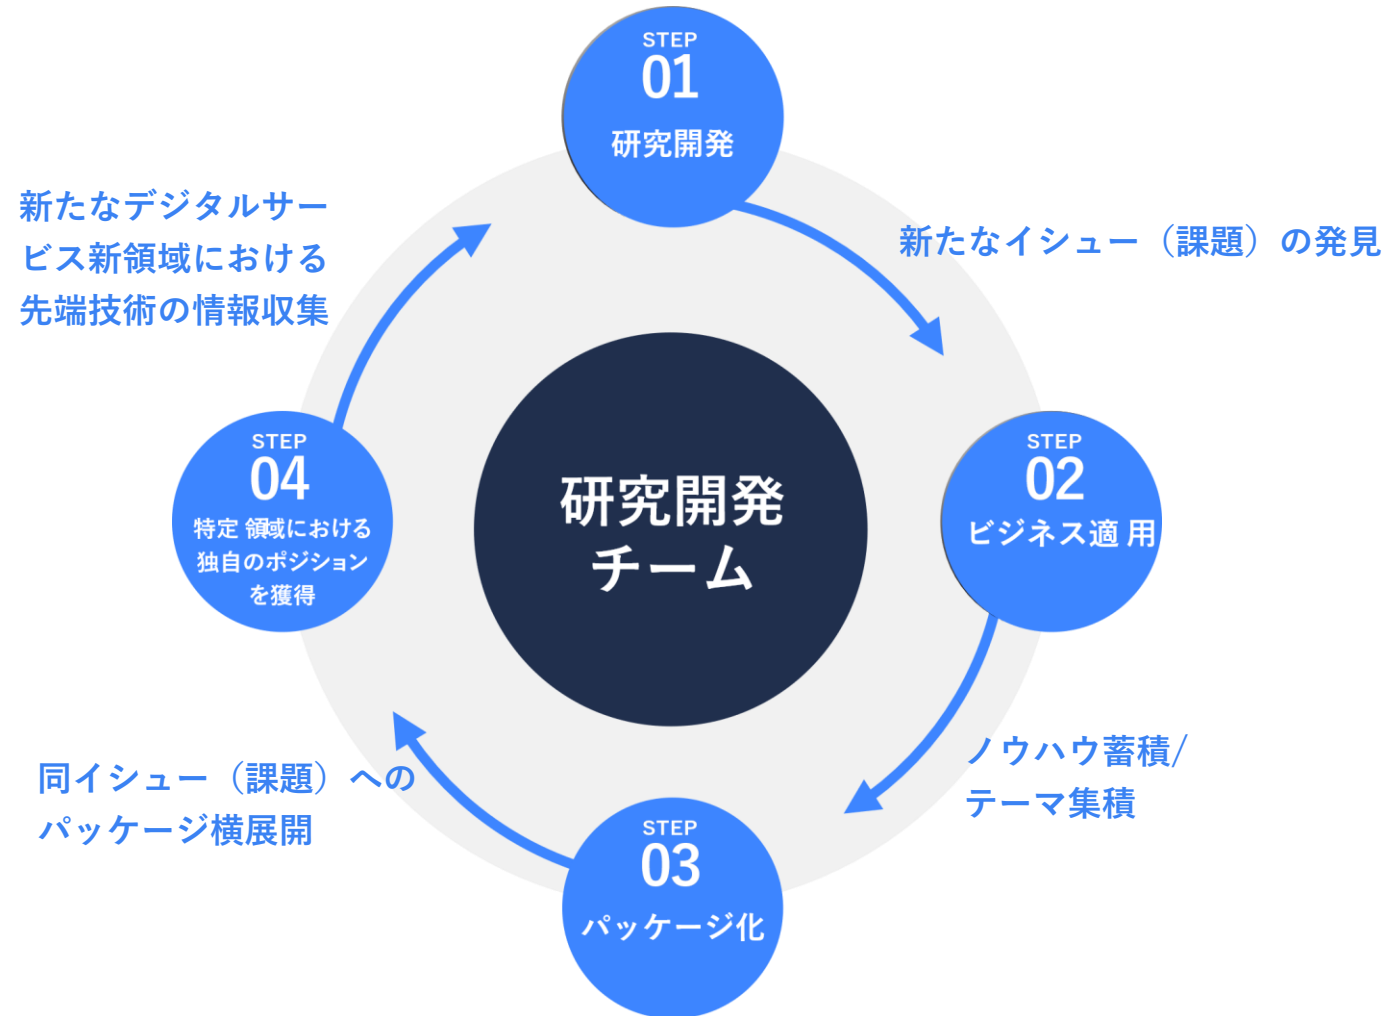 STEP
01
研究開発
新たなイシュー（課題）の発見
STEP
02
ビジネス適 用
ノウハウ蓄積/
テーマ集積
STEP
03
パッケージ化
同イシュー（課題）への
パッケージ横展開
STEP
04
特定 領域における
独自のポジション
を獲得
新たなデジタルサー
ビス新領域における
先端技術の情報収集
研究開発
チーム